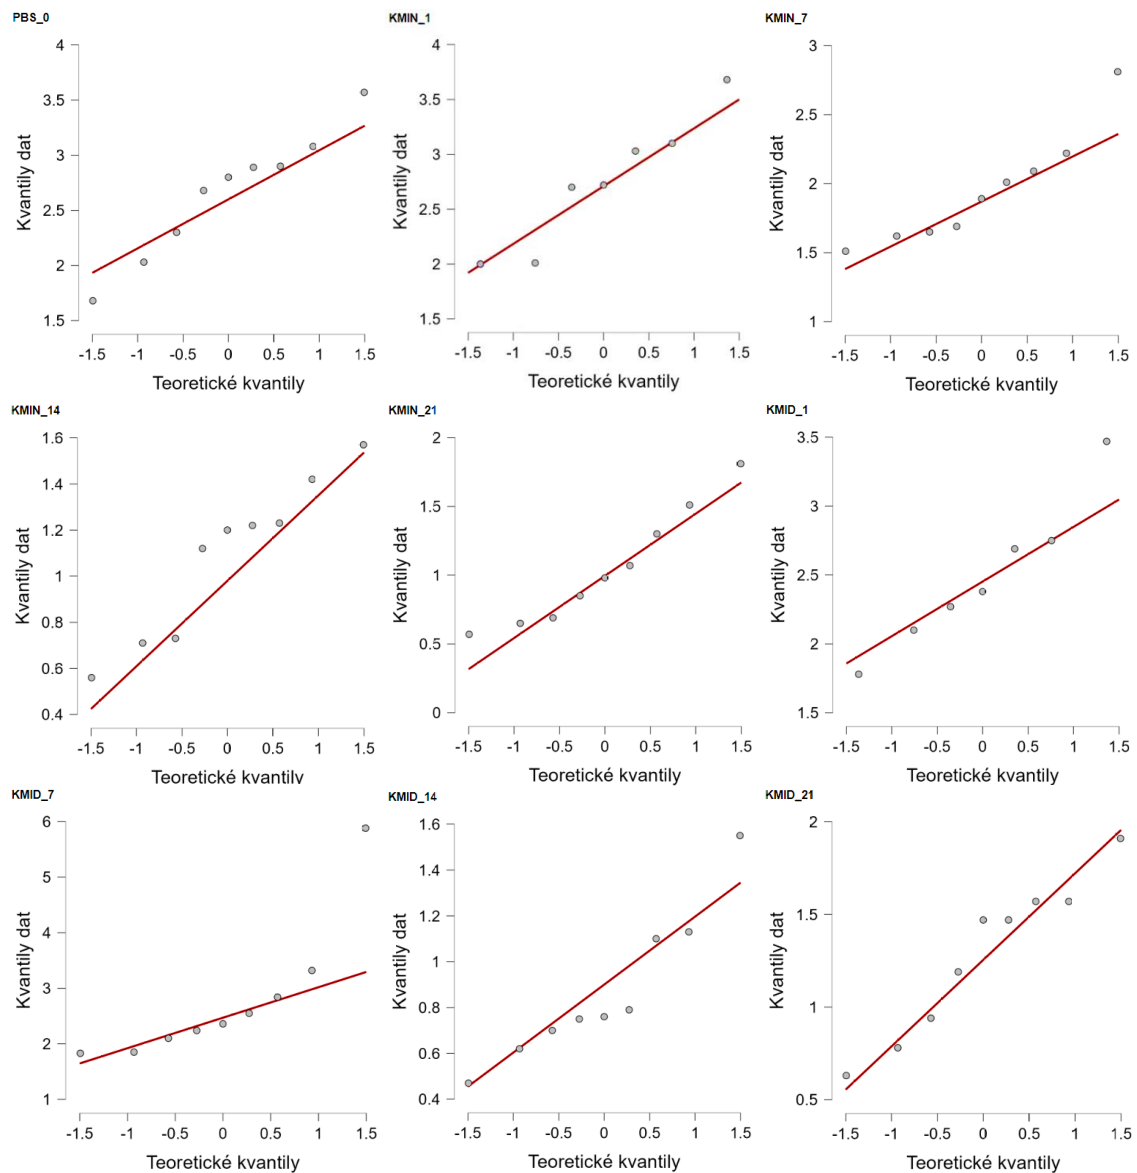 PBS_0
KMIN_1
KMIN_7
4
3.5
3
2.5
2
1.5
Kvantily dat
-1.5 -1 -0.5 0 0.5 1 1.5
Teoretické kvantily
4
3.5
3
2.5
2
1.5
Kvantily dat
-1.5 -1 -0.5 0 0.5 1 1.5
Teoretické kvantily
3
2.5
2
1.5
1
Kvantily dat
-1.5 -1 -0.5 0 0.5 1 1.5
Teoretické kvantily
KMIN_14
KMIN_21
KMID_1
1.6
1.4
1.2
1
0.8
0.6
0.4
Kvantily dat
-1.5 -1 -0.5 0 0.5 1 1.5
Teoretické kvantily
2
1.5
1
0.5
0
Kvantily dat
-1.5 -1 -0.5 0 0.5 1 1.5
Teoretické kvantily
3.5
3
2.5
2
1.5
Kvantily dat
-1.5 -1 -0.5 0 0.5 1 1.5
Teoretické kvantily
KMID_7
KMID_14
KMID_21
6
5
4
3
2
1
Kvantily dat
-1.5 -1 -0.5 0 0.5 1 1.5
Teoretické kvantily
1.6
1.4
1.2
1
0.8
0.6
0.4
Kvantily dat
-1.5 -1 -0.5 0 0.5 1 1.5
Teoretické kvantily
2
1.5
1
0.5
Kvantily dat
-1.5 -1 -0.5 0 0.5 1 1.5
Teoretické kvantily